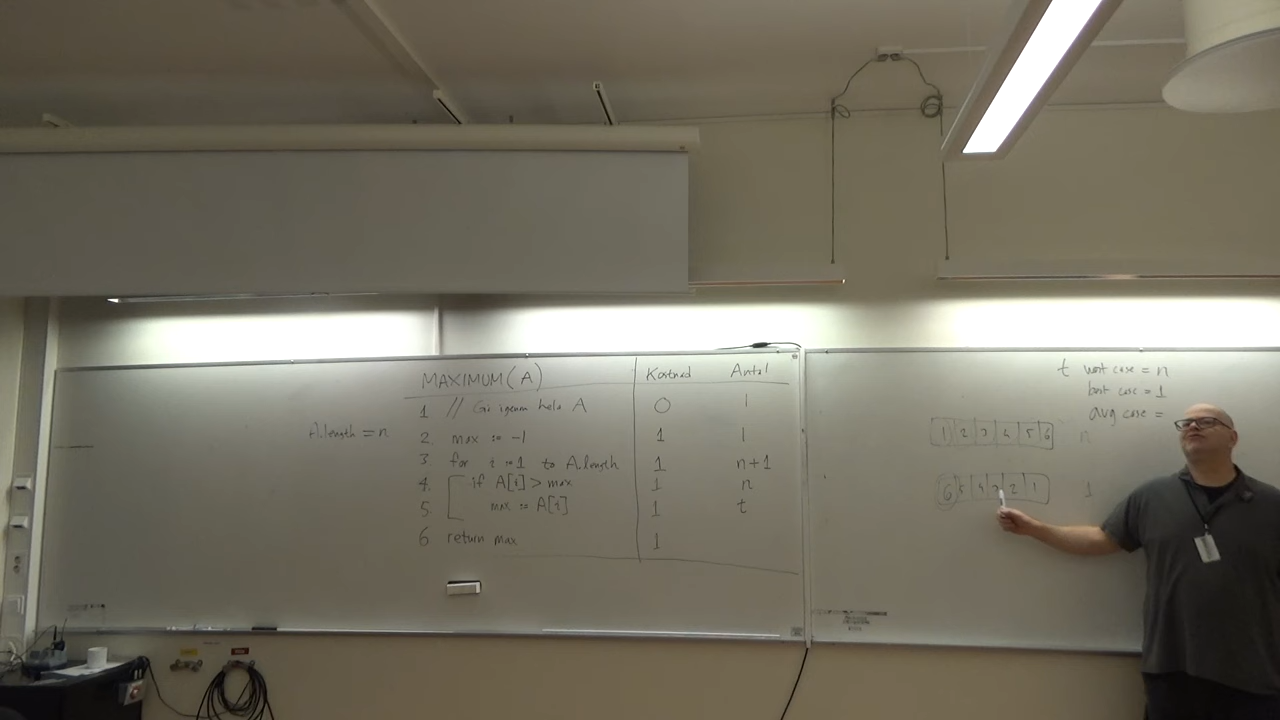 MAXIMUM(A) Kostnad Antal
1 // Gå igenom hela A 0 1
A.length = n
2. max := -1 1 1
3 for i := 1 to A.length 1 n+1
4. if A[i] > max 1 n
5. max := A[i] 1 t
6 return max 1
t worst case = n
best case = 1
avg case =
1 2 3 4 5 6 n
6 5 4 3 2 1 1